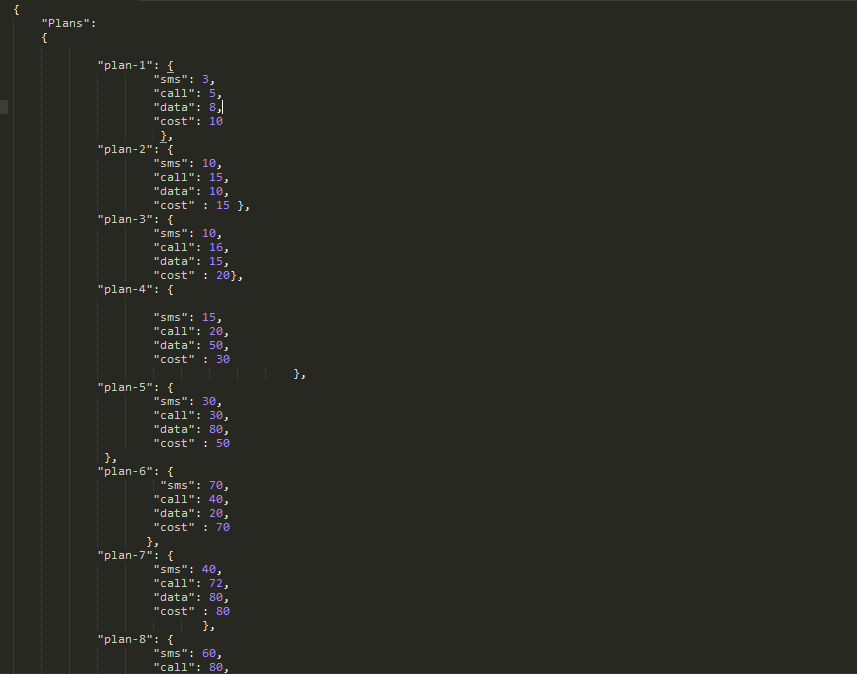 {
"Plans":
{
"plan-1": {
"sms": 3,
"call": 5,
"data": 8,
"cost": 10
},
"plan-2": {
"sms": 10,
"call": 15,
"data": 10,
"cost" : 15 },
"plan-3": {
"sms": 10,
"call": 16,
"data": 15,
"cost" : 20},
"plan-4": {
"sms": 15,
"call": 20,
"data": 50,
"cost" : 30
},
"plan-5": {
"sms": 30,
"call": 30,
"data": 80,
"cost" : 50
},
"plan-6": {
"sms": 70,
"call": 40,
"data": 20,
"cost" : 70
},
"plan-7": {
"sms": 40,
"call": 72,
"data": 80,
"cost" : 80
},
"plan-8": {
"sms": 60,
"call": 80,